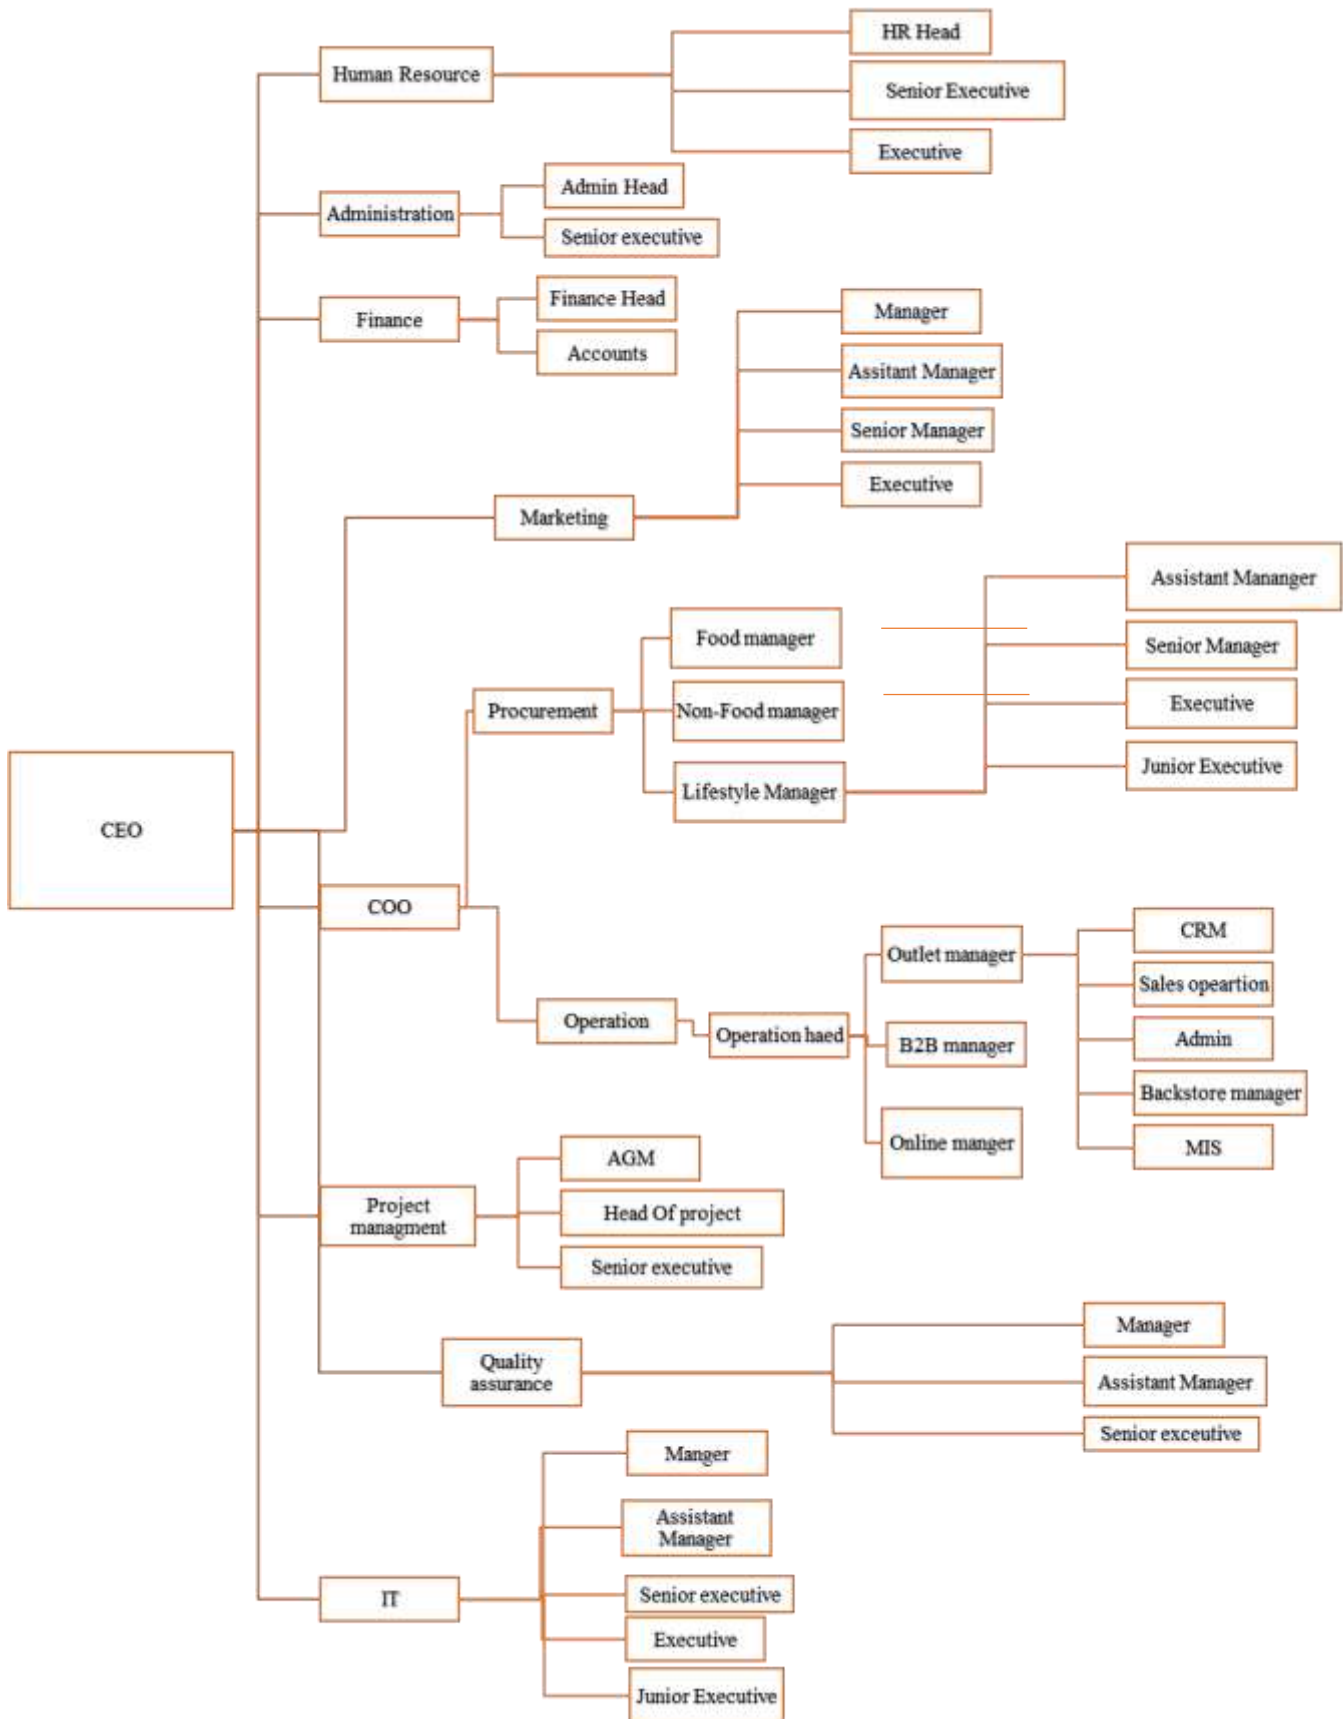 HR Head
Human Resource
Senior Executive
Executive
Admin Head
Administration
Senior executive
Finance Head
Finance
Accounts
Manager
Assitant Manager
Senior Manager
Executive
Marketing
Assistant Mananger
Food manager
Senior Manager
Procurement
Non-Food manager
Executive
Lifestyle Manager
Junior Executive
CEO
COO
CRM
Outlet manager
Sales opeartion
Operation
Operation haed
B2B manager
Admin
Backstore manager
Online manger
MIS
AGM
Project
managment
Head Of project
Senior executive
Manager
Quality
assurance
Assistant Manager
Senior exceutive
Manger
Assistant
Manager
IT
Senior executive
Executive
Junior Executive